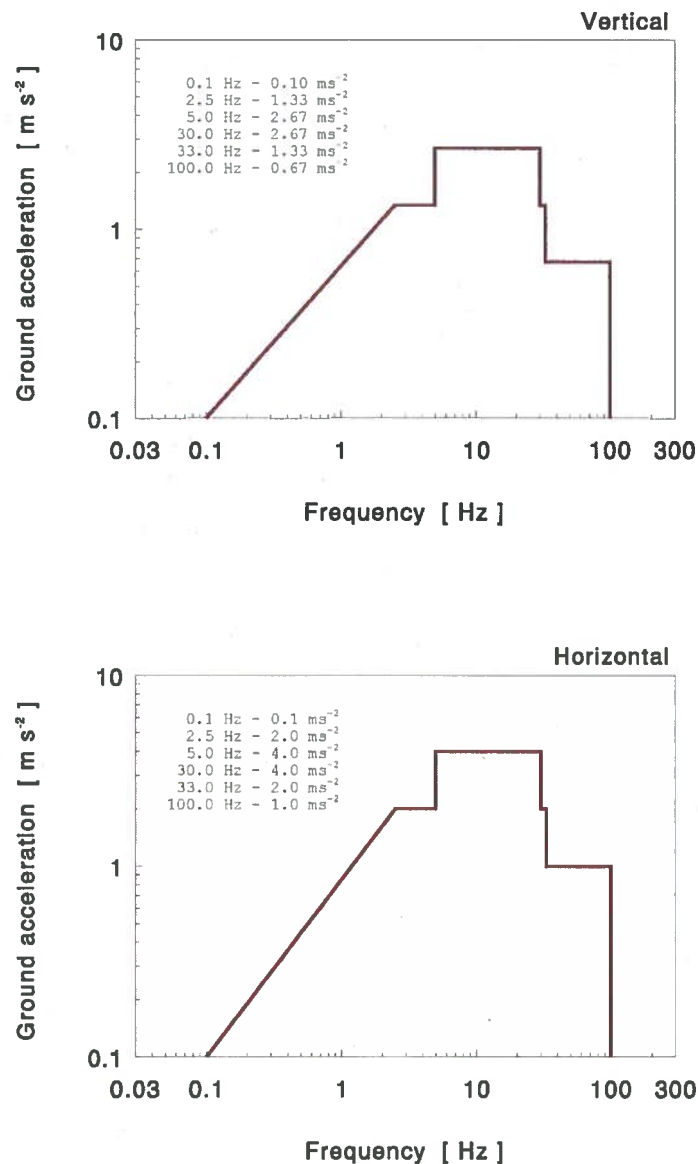 Vertical
10
1
0.1
Ground acceleration [ m s⁻² ]
0.1 Hz - 0.10 ms⁻²
2.5 Hz - 1.33 ms⁻²
5.0 Hz - 2.67 ms⁻²
30.0 Hz - 2.67 ms⁻²
33.0 Hz - 1.33 ms⁻²
100.0 Hz - 0.67 ms⁻²
0.03 0.1 1 10 100 300
Frequency [ Hz ]
Horizontal
10
1
0.1
Ground acceleration [ m s⁻² ]
0.1 Hz - 0.1 ms⁻²
2.5 Hz - 2.0 ms⁻²
5.0 Hz - 4.0 ms⁻²
30.0 Hz - 4.0 ms⁻²
33.0 Hz - 2.0 ms⁻²
100.0 Hz - 1.0 ms⁻²
0.03 0.1 1 10 100 300
Frequency [ Hz ]